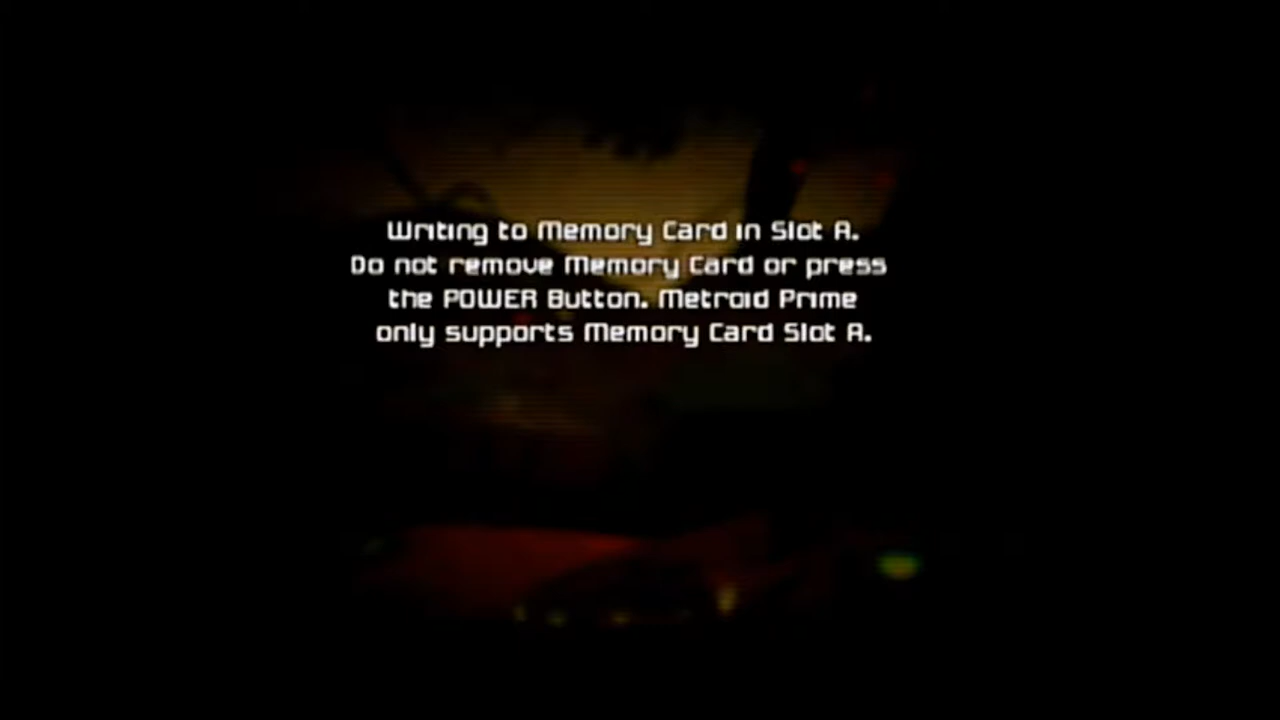 Writing to Memory Card in Slot A.
Do not remove Memory Card or press
the POWER Button. Metroid Prime
only supports Memory Card Slot A.